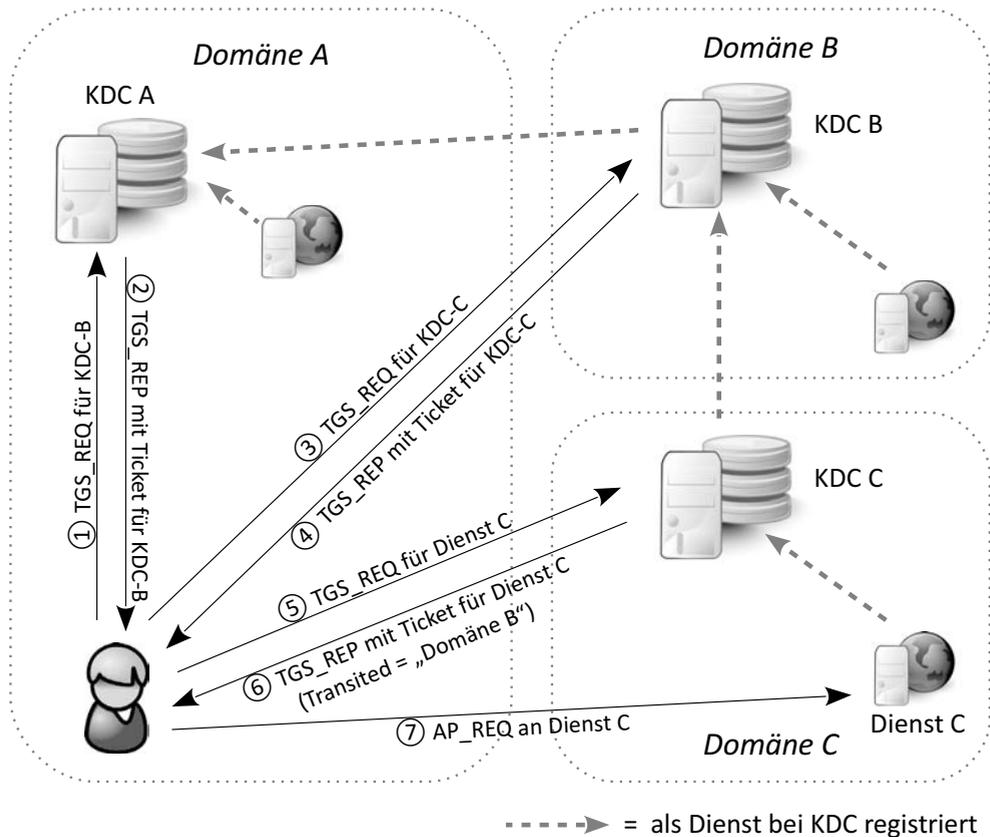 Domäne A
Domäne B
KDC A
KDC B
① TGS_REQ für KDC-B
② TGS_REP mit Ticket für KDC-B
③ TGS_REQ für KDC-C
④ TGS_REP mit Ticket für KDC-C
KDC C
⑤ TGS_REQ für Dienst C
⑥ TGS_REP mit Ticket für Dienst C
(Transited = „Domäne B“)
⑦ AP_REQ an Dienst C
Dienst C
Domäne C
= als Dienst bei KDC registriert